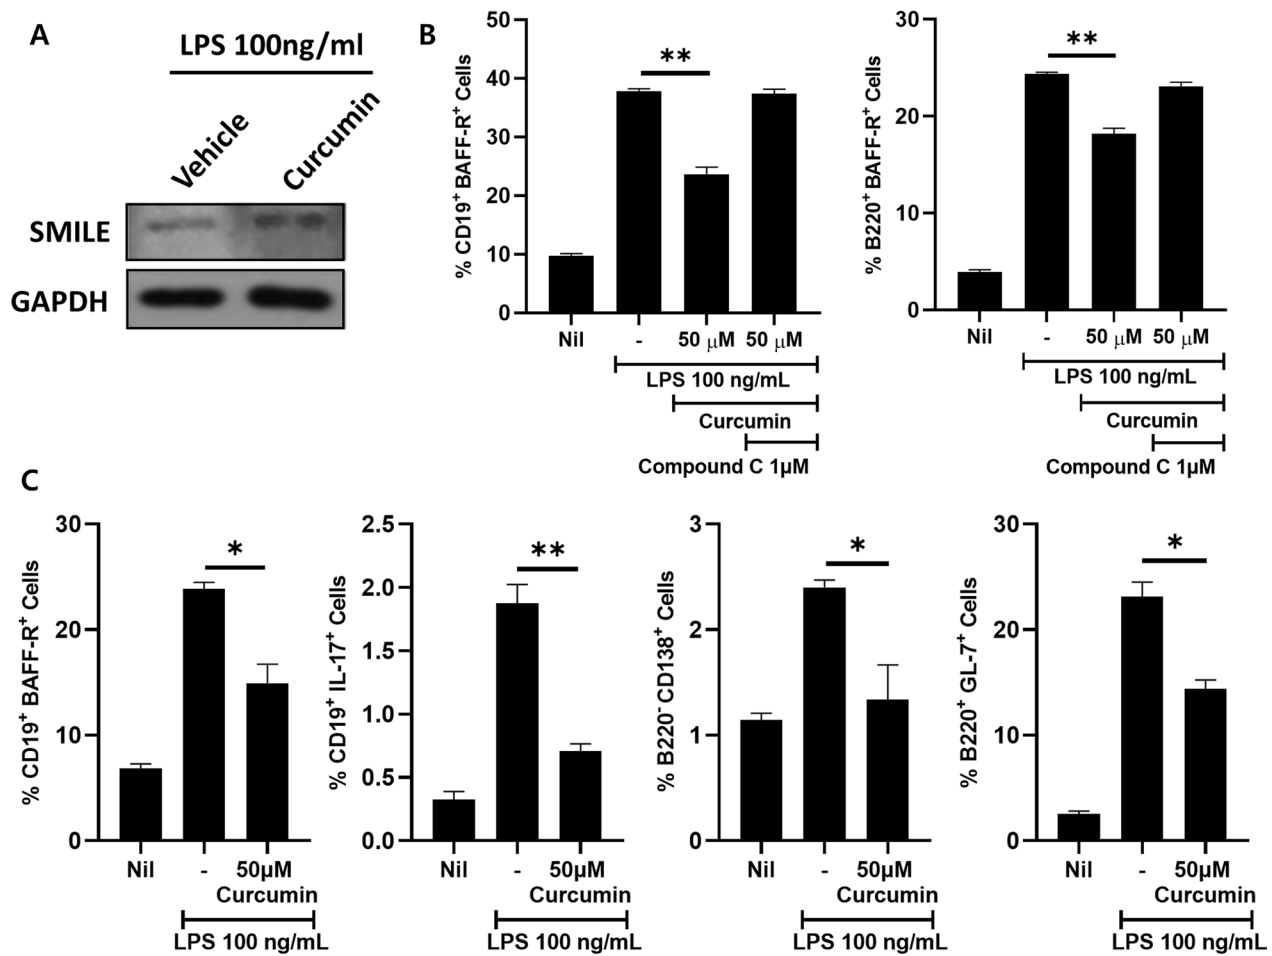 A
LPS 100ng/ml
Vehicle
Curcumin
SMILE
GAPDH
B
% CD19+ BAFF-R+ Cells
50
40
30
20
10
0
**
Nil
-
50 μM
50 μM
LPS 100 ng/mL
Curcumin
Compound C 1μM
% B220+ BAFF-R+ Cells
30
20
10
0
**
Nil
-
50 μM
50 μM
LPS 100 ng/mL
Curcumin
Compound C 1μM
C
% CD19+ BAFF-R+ Cells
30
20
10
0
*
Nil
-
50μM
Curcumin
LPS 100 ng/mL
% CD19+ IL-17+ Cells
2.5
2.0
1.5
1.0
0.5
0.0
**
Nil
-
50μM
Curcumin
LPS 100 ng/mL
% B220- CD138+ Cells
3
2
1
0
*
Nil
-
50μM
Curcumin
LPS 100 ng/mL
% B220+ GL-7+ Cells
30
20
10
0
*
Nil
-
50μM
Curcumin
LPS 100 ng/mL